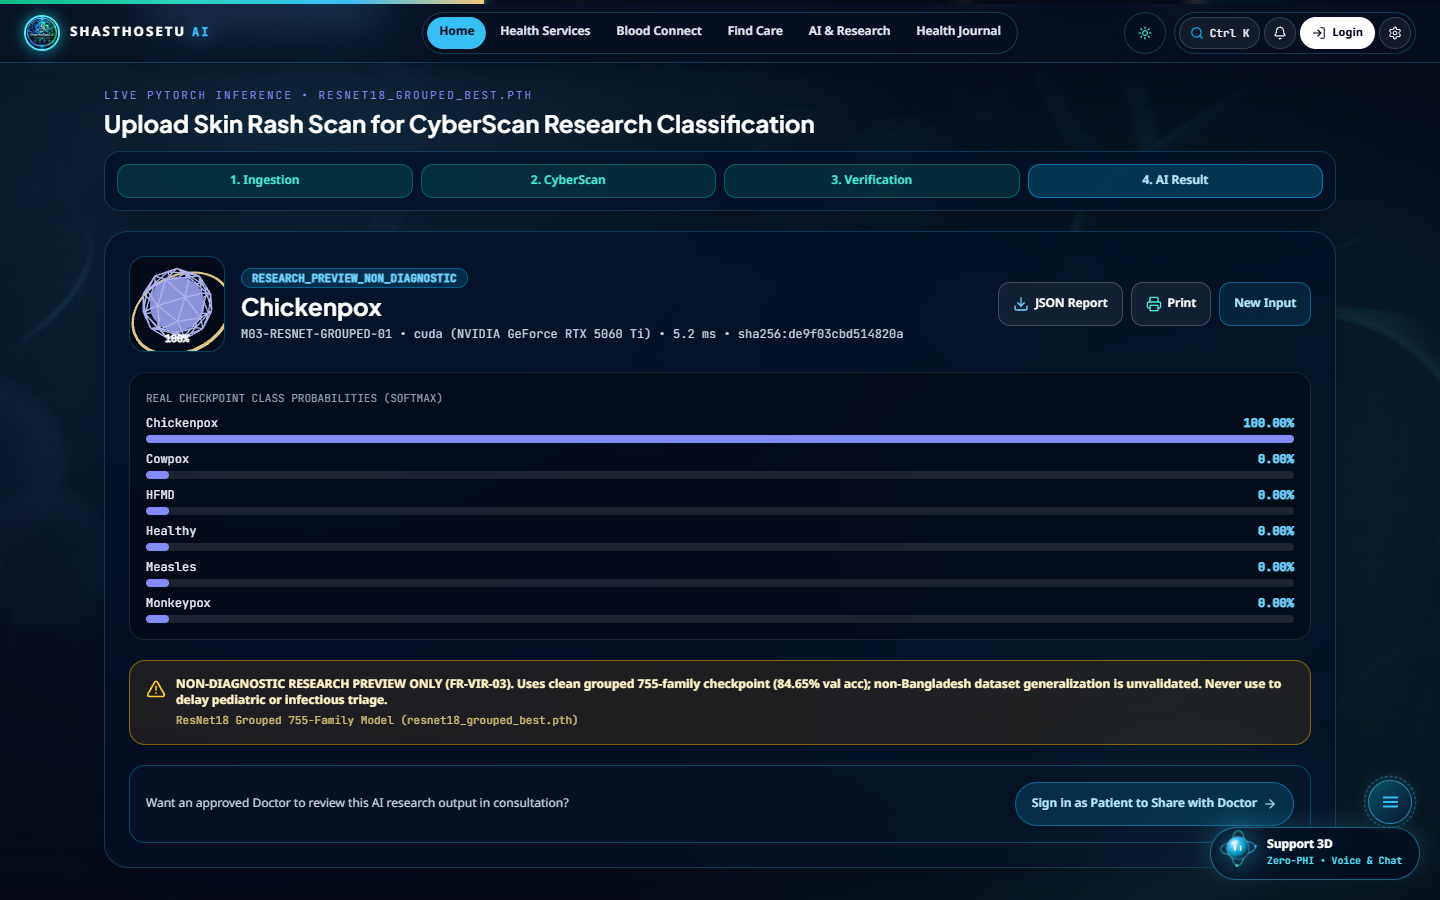 SHASTHOSETU AI
Home
Health Services
Blood Connect
Find Care
AI & Research
Health Journal
Ctrl K
Login
LIVE PYTORCH INFERENCE • RESNET18_GROUPED_BEST.PTH
Upload Skin Rash Scan for CyberScan Research Classification
1. Ingestion
2. CyberScan
3. Verification
4. AI Result
100%
RESEARCH_PREVIEW_NON_DIAGNOSTIC
Chickenpox
M03-RESNET-GROUPED-01 • cuda (NVIDIA GeForce RTX 5060 Ti) • 5.2 ms • sha256:de9f03cbd514820a
JSON Report
Print
New Input
REAL CHECKPOINT CLASS PROBABILITIES (SOFTMAX)
Chickenpox 100.00%
Cowpox 0.00%
HFMD 0.00%
Healthy 0.00%
Measles 0.00%
Monkeypox 0.00%
NON-DIAGNOSTIC RESEARCH PREVIEW ONLY (FR-VIR-03). Uses clean grouped 755-family checkpoint (84.65% val acc); non-Bangladesh dataset generalization is unvalidated. Never use to
delay pediatric or infectious triage.
ResNet18 Grouped 755-Family Model (resnet18_grouped_best.pth)
Want an approved Doctor to review this AI research output in consultation?
Sign in as Patient to Share with Doctor →
Support 3D
Zero-PHI • Voice & Chat